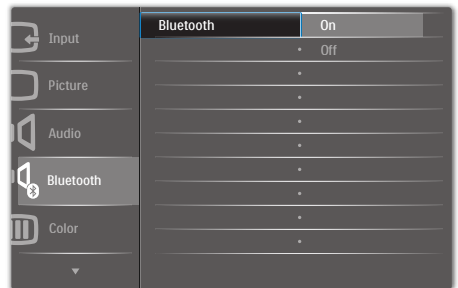 Input
Picture
Audio
Bluetooth
Color
Bluetooth On
Off